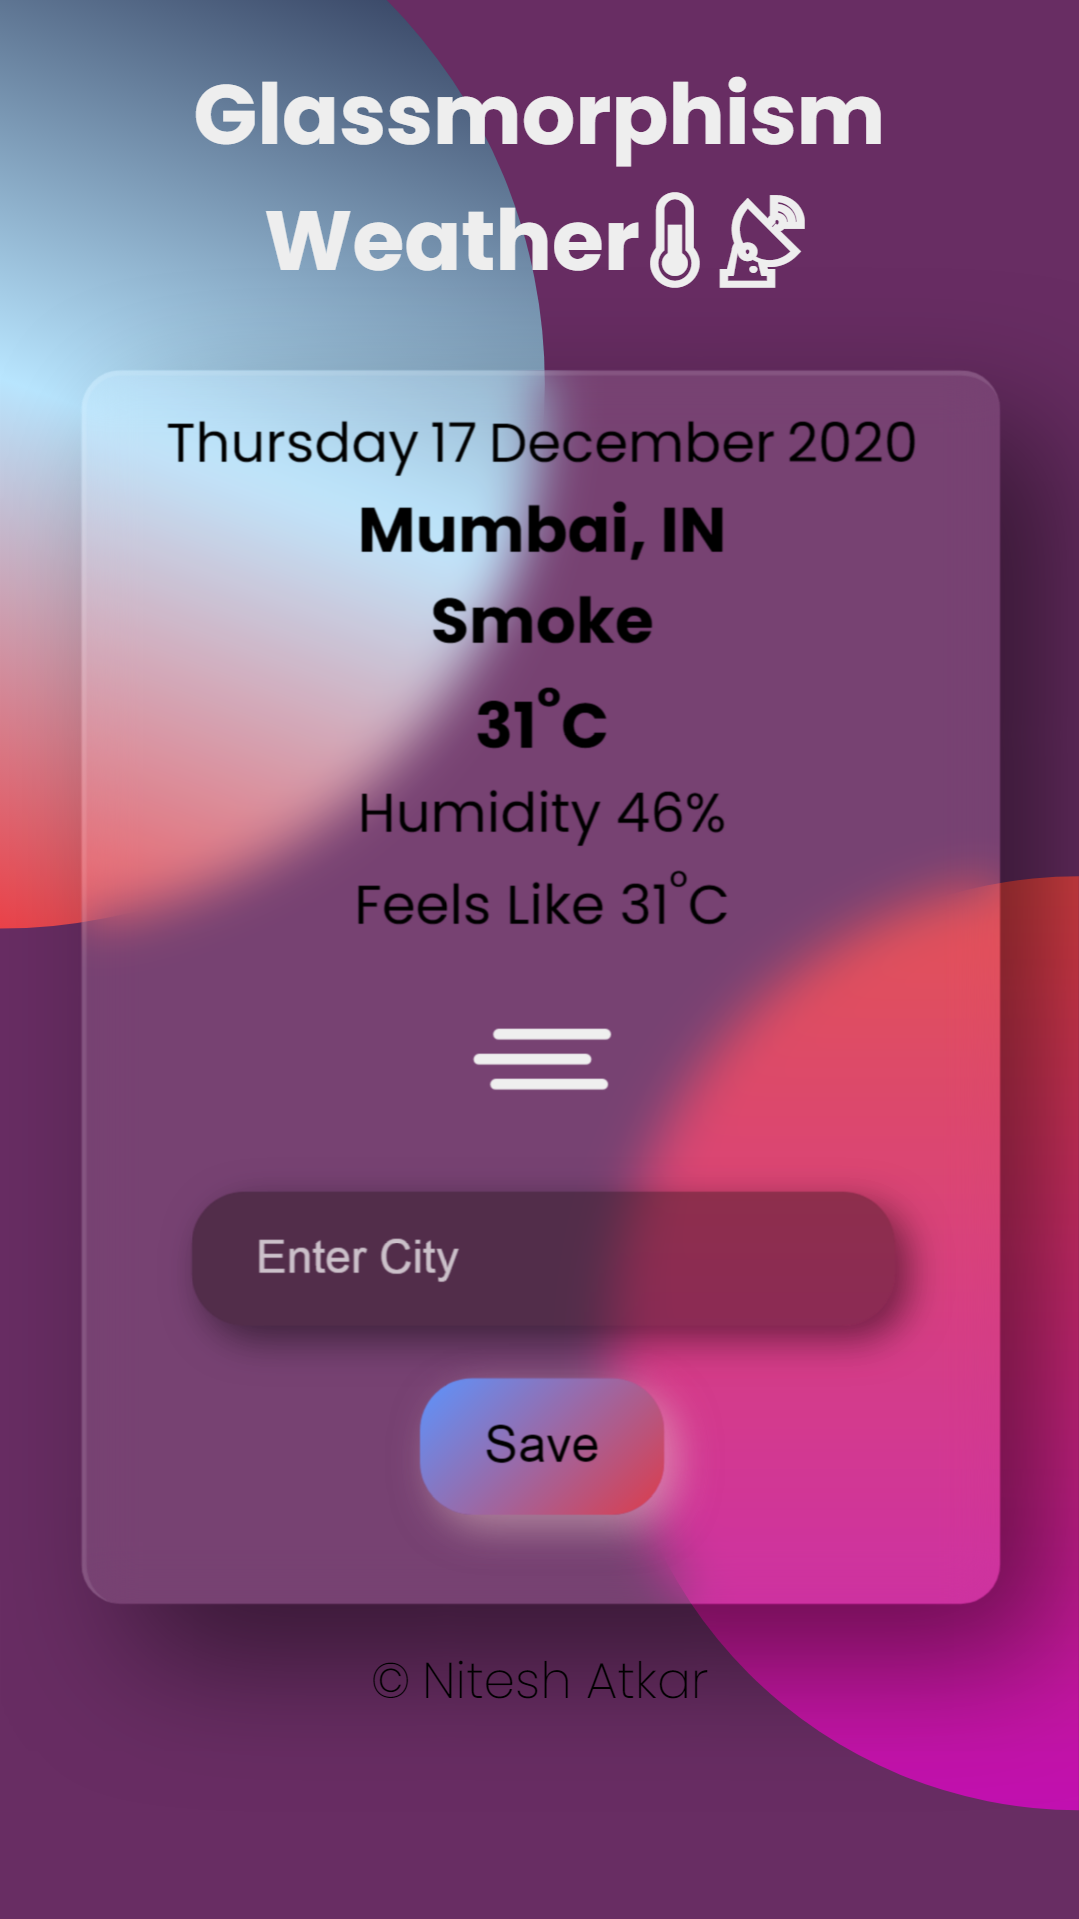 Glassmorphism
Weather🌡📡
Thursday 17 December 2020
Mumbai, IN
Smoke
31°C
Humidity 46%
Feels Like 31°C
Enter City
Save
© Nitesh Atkar